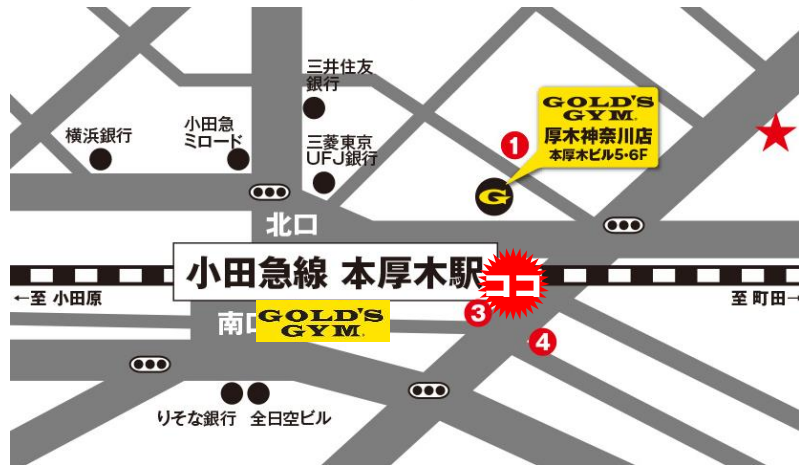 三井住友
銀行
GOLD'S
GYM.
厚木神奈川店
本厚木ビル5・6F
横浜銀行
小田急
ミロード
三菱東京
UFJ銀行
1
G
北口
小田急線 本厚木駅
ココ
←至 小田原
至 町田→
南口
GOLD'S
GYM.
3
4
りそな銀行 全日空ビル